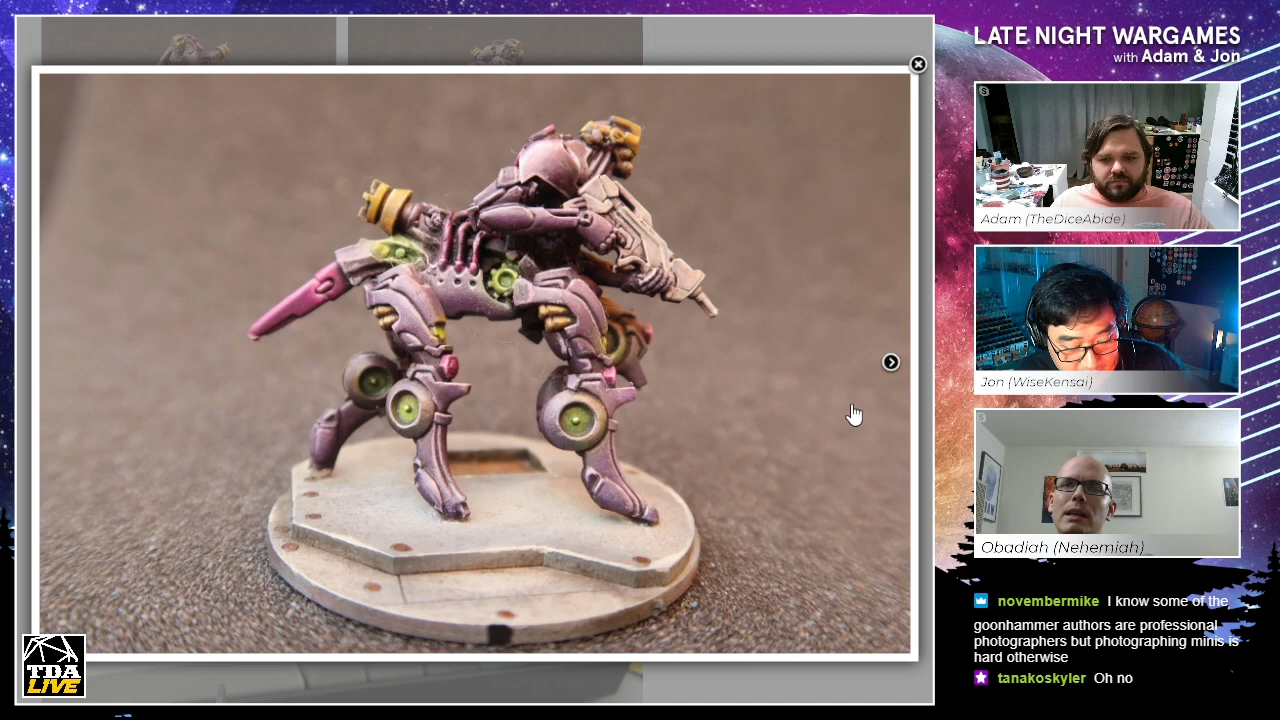 LATE NIGHT WARGAMES
with Adam & Jon
Adam (TheDiceAbide)
Jon (WiseKensai)
Obadiah (Nehemiah)
novembermike I know some of the
goonhammer authors are professional
photographers but photographing minis is
hard otherwise
tanakoskyler Oh no
TDA
LIVE